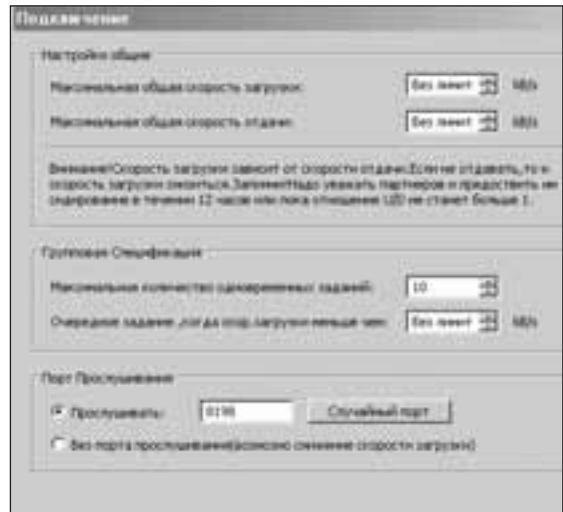 Подключение
Настройки общие
Максимальная общая скорость загрузки: Без лимит КБ/s
Максимальная общая скорость отдачи: Без лимит КБ/s
Внимание!Скорость загрузки зависит от скорости отдачи.Если не отдавать,то и
скорость загрузки снизиться.Запомни!Надо уважать партнеров и предоставить им
сидирование в течении 12 часов или пока отношение U/D не станет больше 1.
Групповая Спецификация
Максимальное количество одновременных заданий: 10
Очередное задание ,когда скор.загрузки меньше чем: Без лимит
Порт Прослушивания
Прослушивать: Случайный порт
Без порта прослушивания(возможно снижение скорости загрузки)